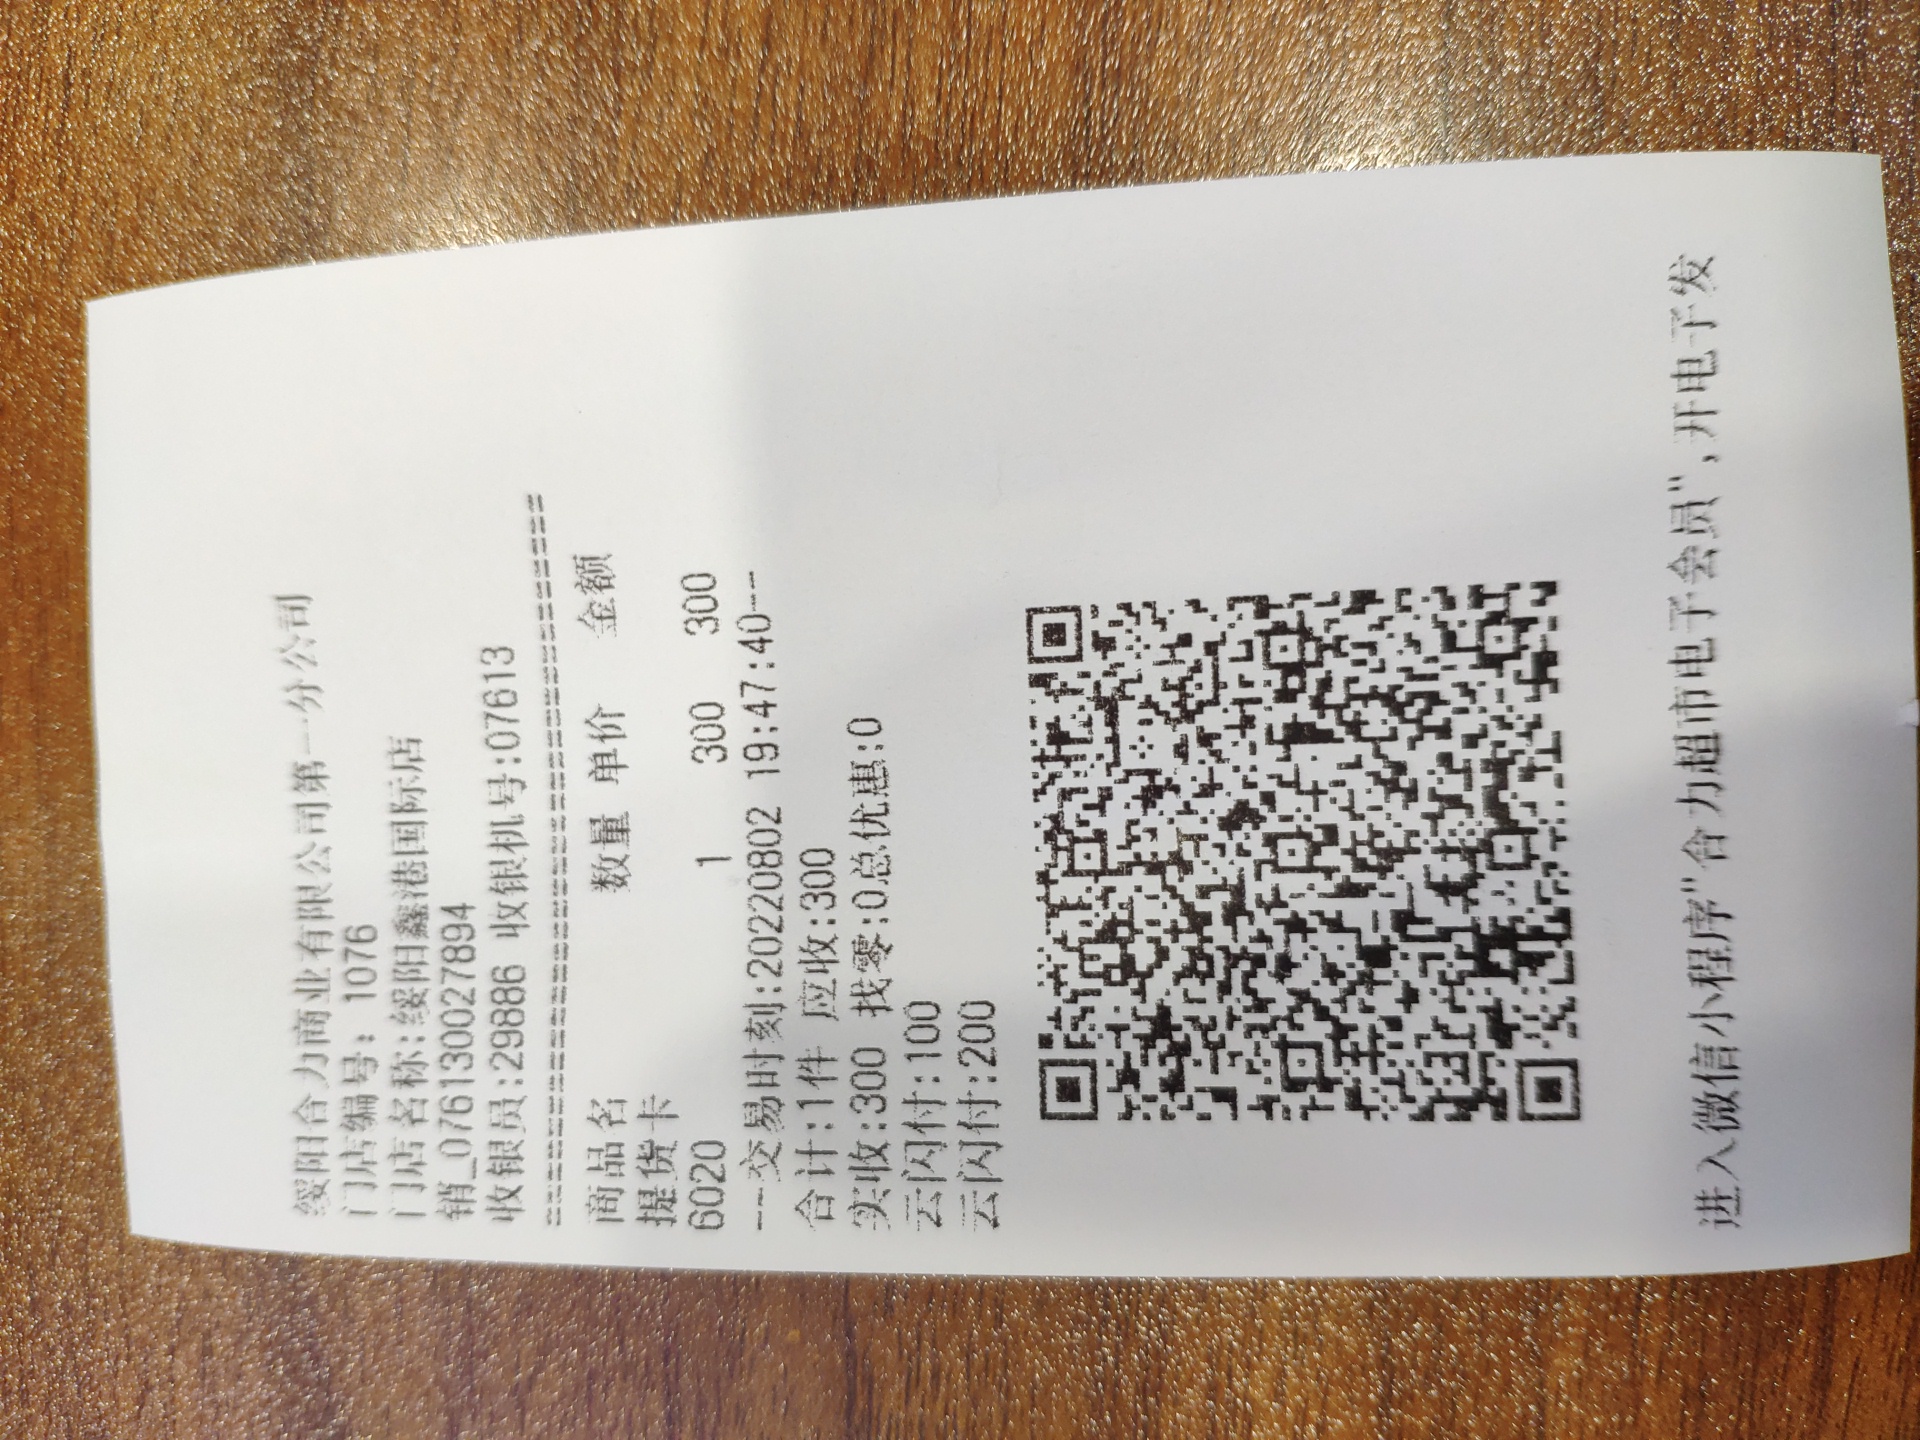 绥阳合力商业有限公司第一分公司
门店编号: 1076
门店名称:绥阳鑫港国际店
销_0761300027894
收银员:29886 收银机号:07613
========================================
商品名 数量 单价 金额
提货卡
6020 1 300 300
--交易时刻:20220802 19:47:40---
合计:1件 应收:300
实收:300 找零:0总优惠:0
云闪付:100
云闪付:200
进入微信小程序"合力超市电子会员",开电子发